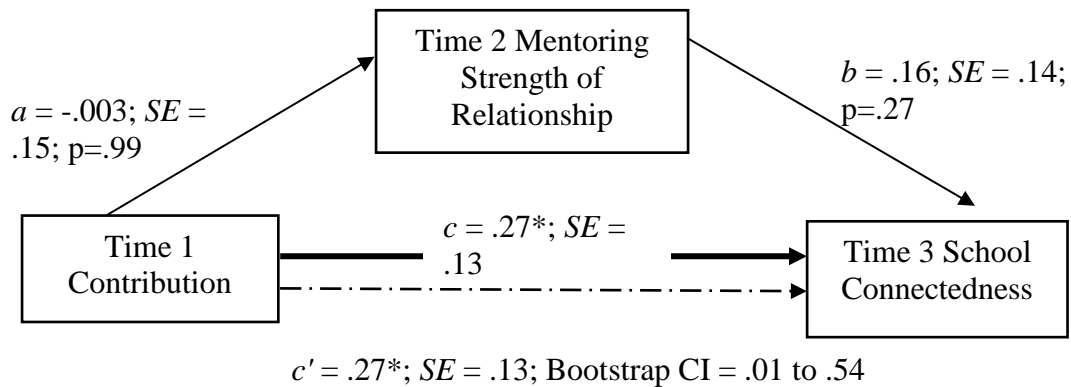 Time 2 Mentoring
Strength of
Relationship
a = -.003; SE =
.15; p=.99
b = .16; SE = .14;
p=.27
Time 1
Contribution
c = .27*; SE =
.13
Time 3 School
Connectedness
c' = .27*; SE = .13; Bootstrap CI = .01 to .54